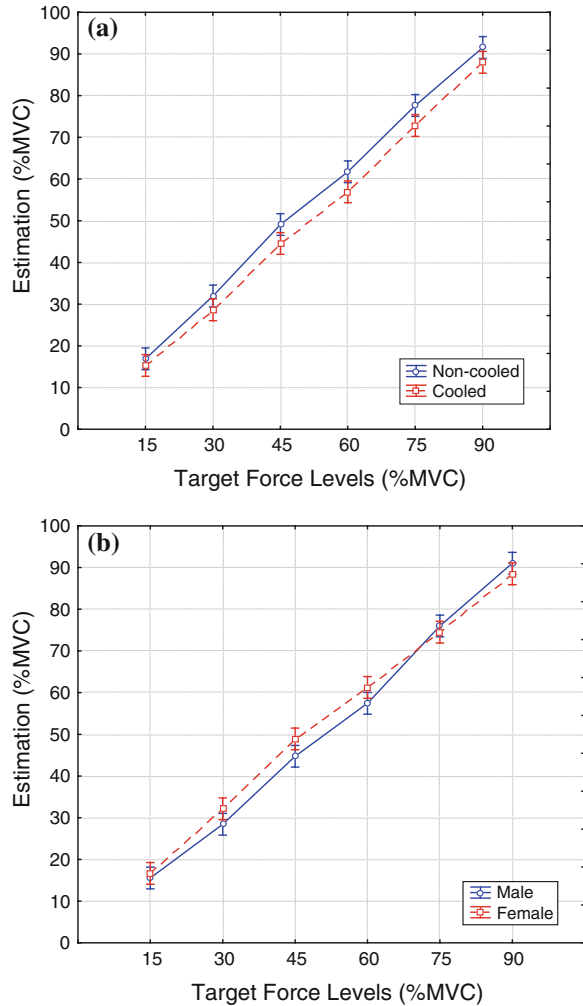 (a)
100
90
80
70
60
50
40
30
20
10
0
Estimation (%MVC)
15 30 45 60 75 90
Target Force Levels (%MVC)
Non-cooled
Cooled
(b)
100
90
80
70
60
50
40
30
20
10
0
Estimation (%MVC)
15 30 45 60 75 90
Target Force Levels (%MVC)
Male
Female